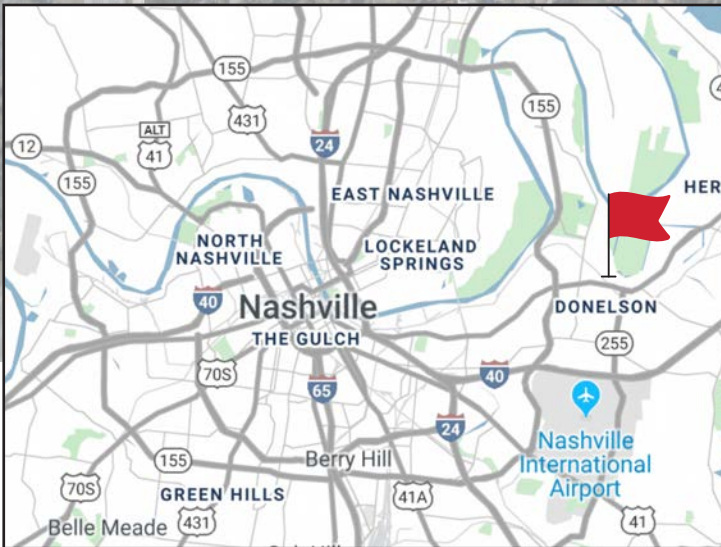 155
155
431
ALT
41
24
12
155
EAST NASHVILLE
HER
NORTH
NASHVILLE
LOCKELAND
SPRINGS
40
Nashville
DONELSON
THE GULCH
255
70S
65
40
24
Nashville
International
Airport
155
Berry Hill
70S
GREEN HILLS
41A
Belle Meade
431
41